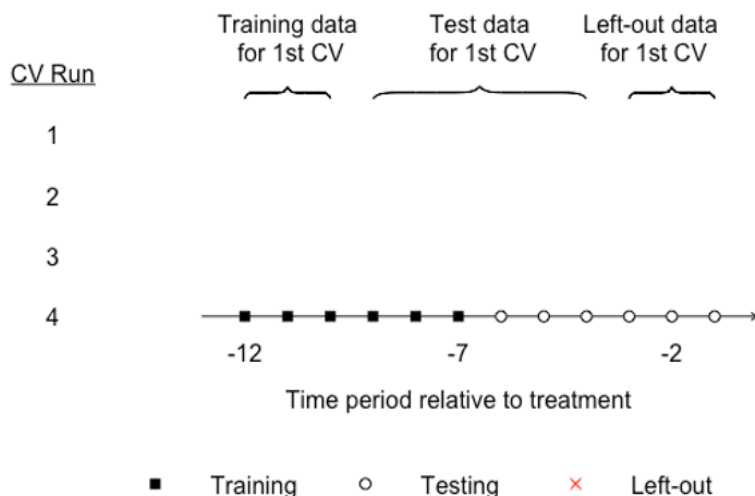 Training data Test data Left-out data
for 1st CV for 1st CV for 1st CV
CV Run
1
2
3
4
-12 -7 -2
Time period relative to treatment
Training Testing Left-out